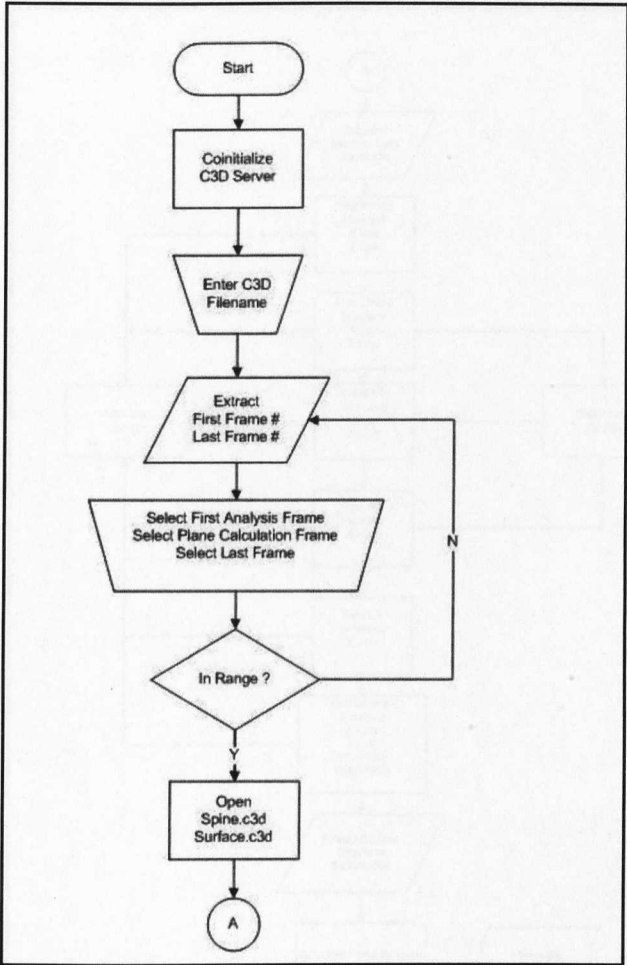 Start
Coinitialize
C3D Server
Enter C3D
Filename
Extract
First Frame #
Last Frame #
Select First Analysis Frame
Select Plane Calculation Frame
Select Last Frame
N
In Range ?
Y
Open
Spine.c3d
Surface.c3d
A